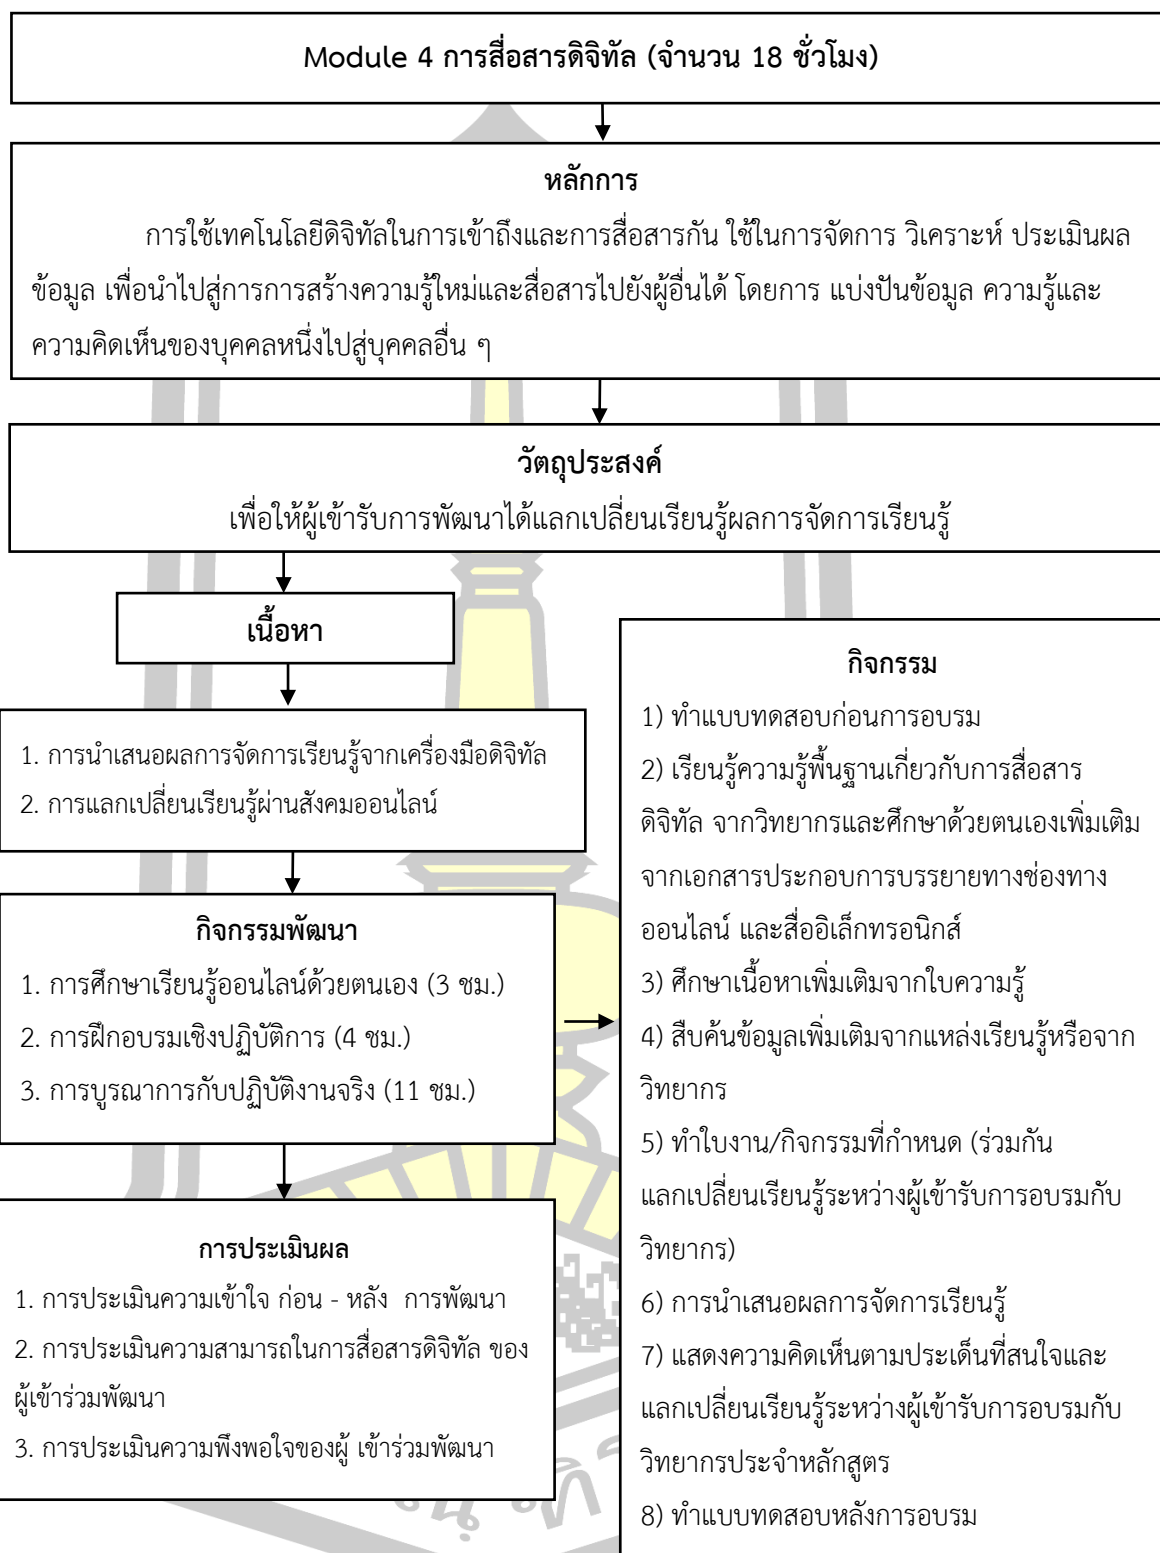 Module 4 การสื่อสารดิจิทัล (จำนวน 18 ชั่วโมง)
หลักการ
การใช้เทคโนโลยีดิจิทัลในการเข้าถึงและการสื่อสารกัน ใช้ในการจัดการ วิเคราะห์ ประเมินผล
ข้อมูล เพื่อนำไปสู่การการสร้างความรู้ใหม่และสื่อสารไปยังผู้อื่นได้ โดยการ แบ่งปันข้อมูล ความรู้และ
ความคิดเห็นของบุคคลหนึ่งไปสู่บุคคลอื่น ๆ
วัตถุประสงค์
เพื่อให้ผู้เข้ารับการพัฒนาได้แลกเปลี่ยนเรียนรู้ผลการจัดการเรียนรู้
เนื้อหา
1. การนำเสนอผลการจัดการเรียนรู้จากเครื่องมือดิจิทัล
2. การแลกเปลี่ยนเรียนรู้ผ่านสังคมออนไลน์
กิจกรรมพัฒนา
1. การศึกษาเรียนรู้ออนไลน์ด้วยตนเอง (3 ชม.)
2. การฝึกอบรมเชิงปฏิบัติการ (4 ชม.)
3. การบูรณาการกับปฏิบัติงานจริง (11 ชม.)
การประเมินผล
1. การประเมินความเข้าใจ ก่อน - หลัง การพัฒนา
2. การประเมินความสามารถในการสื่อสารดิจิทัล ของ
ผู้เข้าร่วมพัฒนา
3. การประเมินความพึงพอใจของผู้ เข้าร่วมพัฒนา
กิจกรรม
1) ทำแบบทดสอบก่อนการอบรม
2) เรียนรู้ความรู้พื้นฐานเกี่ยวกับการสื่อสาร
ดิจิทัล จากวิทยากรและศึกษาด้วยตนเองเพิ่มเติม
จากเอกสารประกอบการบรรยายทางช่องทาง
ออนไลน์ และสื่ออิเล็กทรอนิกส์
3) ศึกษาเนื้อหาเพิ่มเติมจากใบความรู้
4) สืบค้นข้อมูลเพิ่มเติมจากแหล่งเรียนรู้หรือจาก
วิทยากร
5) ทำใบงาน/กิจกรรมที่กำหนด (ร่วมกัน
แลกเปลี่ยนเรียนรู้ระหว่างผู้เข้ารับการอบรมกับ
วิทยากร)
6) การนำเสนอผลการจัดการเรียนรู้
7) แสดงความคิดเห็นตามประเด็นที่สนใจและ
แลกเปลี่ยนเรียนรู้ระหว่างผู้เข้ารับการอบรมกับ
วิทยากรประจำหลักสูตร
8) ทำแบบทดสอบหลังการอบรม